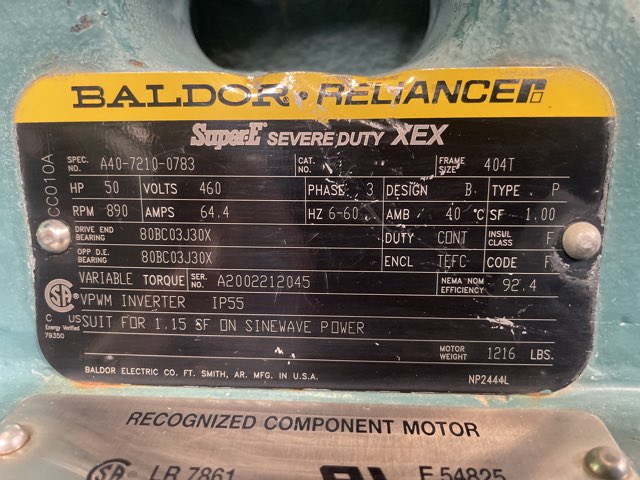 BALDOR • RELIANCER
Super-E SEVERE DUTY XEX
CC010A
SPEC. NO. A40-7210-0783 CAT. NO. FRAME SIZE 404T
HP 50 VOLTS 460 PHASE 3 DESIGN B TYPE P
RPM 890 AMPS 64.4 HZ 6-60 AMB 40 °C SF 1.00
DRIVE END BEARING 80BC03J30X DUTY CONT INSUL CLASS F
OPP D.E. BEARING 80BC03J30X ENCL TEFC CODE F
VARIABLE TORQUE SER. NO. A2002212045 NEMA NOM EFFICIENCY 92.4
VPWM INVERTER IP55
SA C US Energy Verified 79350
SUIT FOR 1.15 SF ON SINEWAVE POWER
MOTOR WEIGHT 1216 LBS.
BALDOR ELECTRIC CO. FT. SMITH, AR. MFG. IN U.S.A. NP2444L
RECOGNIZED COMPONENT MOTOR
SA LR 7861 E 54825